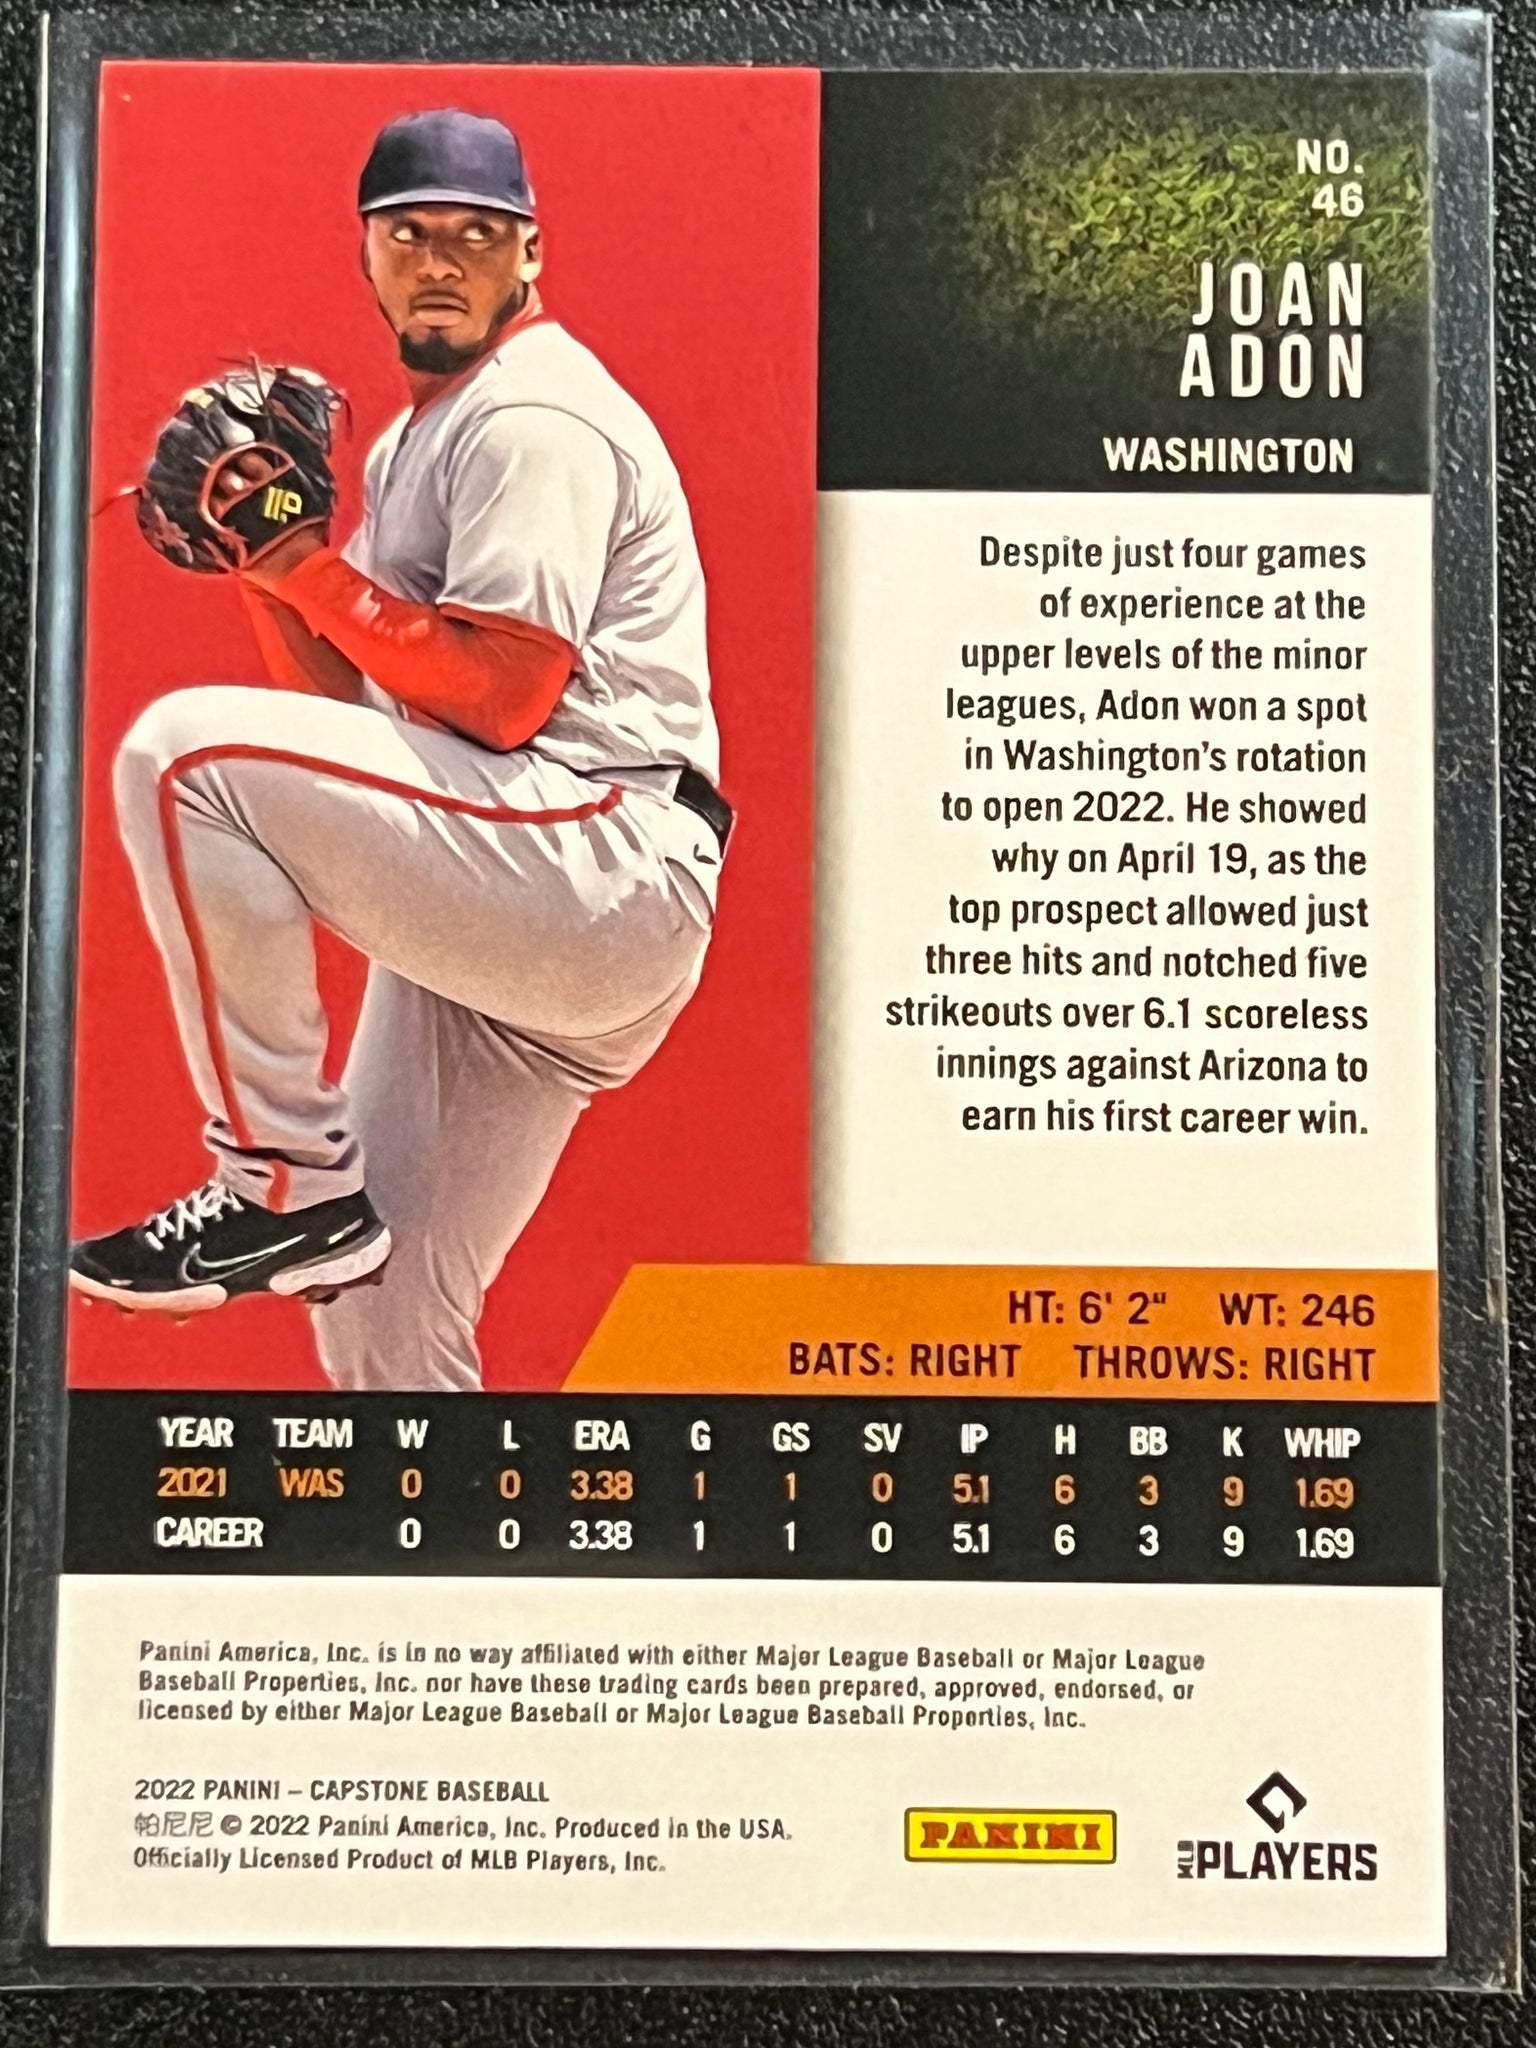 NO.
46
JOAN
ADON
WASHINGTON
Despite just four games
of experience at the
upper levels of the minor
leagues, Adon won a spot
in Washington's rotation
to open 2022. He showed
why on April 19, as the
top prospect allowed just
three hits and notched five
strikeouts over 6.1 scoreless
innings against Arizona to
earn his first career win.
HT: 6' 2" WT: 246
BATS: RIGHT THROWS: RIGHT
YEAR TEAM W L ERA G GS SV IP H BB K WHIP
2021 WAS 0 0 3.38 1 1 0 5.1 6 3 9 1.69
CAREER 0 0 3.38 1 1 0 5.1 6 3 9 1.69
Panini America, Inc. is in no way affiliated with either Major League Baseball or Major League
Baseball Properties, Inc. nor have these trading cards been prepared, approved, endorsed, or
licensed by either Major League Baseball or Major League Baseball Properties, Inc.
2022 PANINI – CAPSTONE BASEBALL
帕尼尼 © 2022 Panini America, Inc. Produced in the USA.
Officially Licensed Product of MLB Players, Inc.
PANINI
MLB PLAYERS